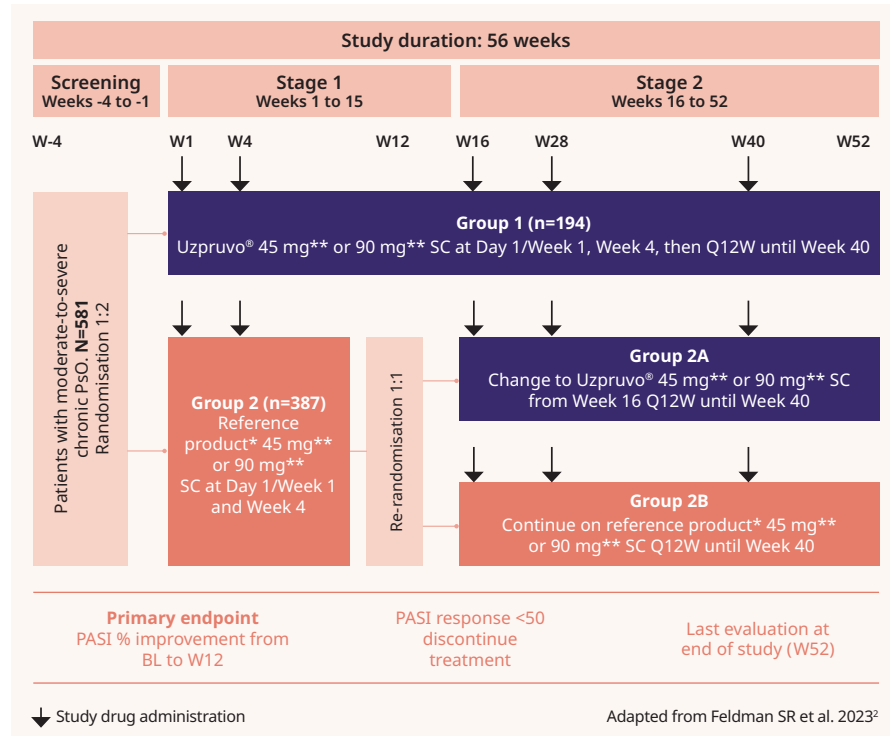 Study duration: 56 weeks
Screening
Weeks -4 to -1
Stage 1
Weeks 1 to 15
Stage 2
Weeks 16 to 52
W-4
W1
W4
W12
W16
W28
W40
W52
Patients with moderate-to-severe
chronic PsO. N=581
Randomisation 1:2
Group 1 (n=194)
Uzpruvo® 45 mg** or 90 mg** SC at Day 1/Week 1, Week 4, then Q12W until Week 40
Group 2 (n=387)
Reference
product* 45 mg**
or 90 mg**
SC at Day 1/Week 1
and Week 4
Re-randomisation 1:1
Group 2A
Change to Uzpruvo® 45 mg** or 90 mg** SC
from Week 16 Q12W until Week 40
Group 2B
Continue on reference product* 45 mg**
or 90 mg** SC Q12W until Week 40
Primary endpoint
PASI % improvement from
BL to W12
PASI response <50
discontinue
treatment
Last evaluation at
end of study (W52)
Study drug administration
Adapted from Feldman SR et al. 2023²